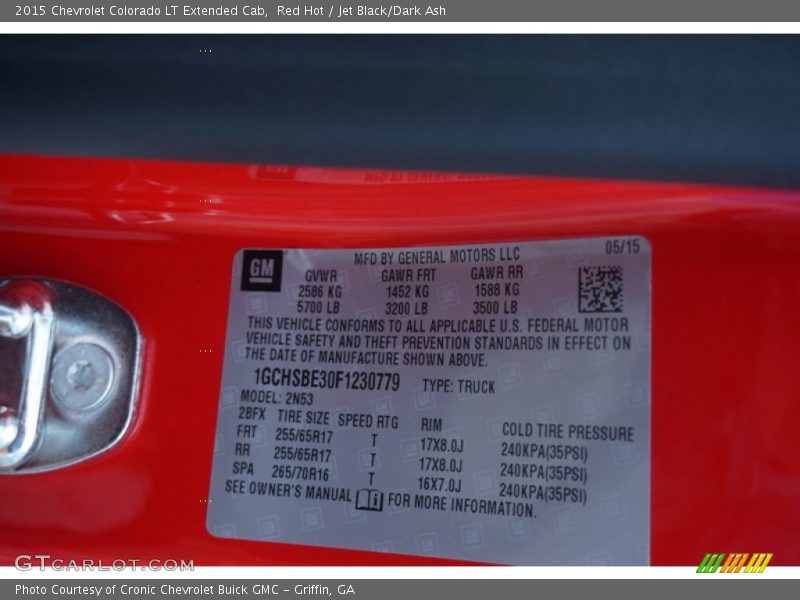 2015 Chevrolet Colorado LT Extended Cab, Red Hot / Jet Black/Dark Ash
GM
MFD BY GENERAL MOTORS LLC 05/15
GVWR GAWR FRT GAWR RR
2586 KG 1452 KG 1588 KG
5700 LB 3200 LB 3500 LB
THIS VEHICLE CONFORMS TO ALL APPLICABLE U.S. FEDERAL MOTOR
VEHICLE SAFETY AND THEFT PREVENTION STANDARDS IN EFFECT ON
THE DATE OF MANUFACTURE SHOWN ABOVE.
1GCHSBE30F1230779 TYPE: TRUCK
MODEL: 2N53
2BFX TIRE SIZE SPEED RTG RIM COLD TIRE PRESSURE
FRT 255/65R17 T 17X8.0J 240KPA(35PSI)
RR 255/65R17 T 17X8.0J 240KPA(35PSI)
SPA 265/70R16 T 16X7.0J 240KPA(35PSI)
SEE OWNER'S MANUAL FOR MORE INFORMATION.
GTCARLOT.COM
Photo Courtesy of Cronic Chevrolet Buick GMC - Griffin, GA